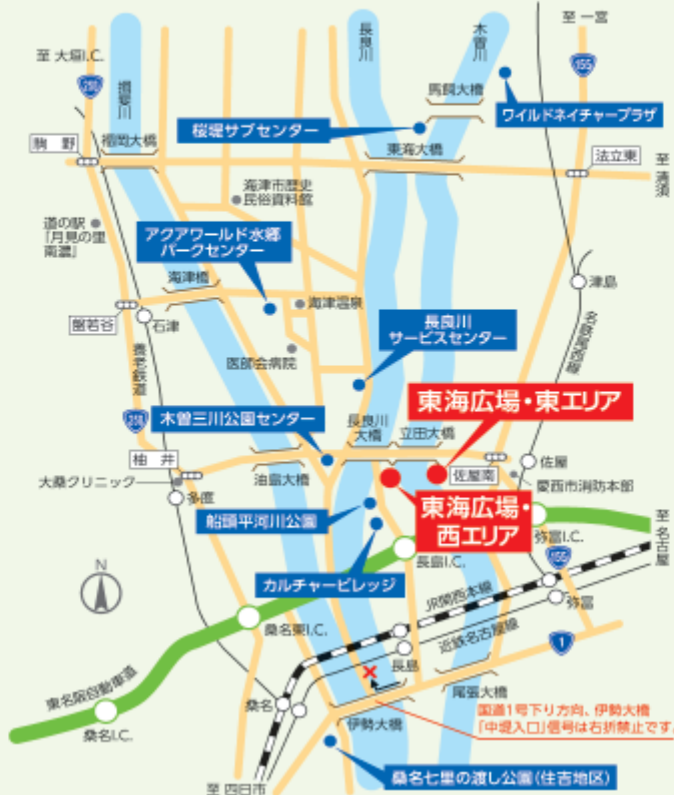 至 一宮
長良川
木曽川
至 大垣I.C.
揖斐川
258
155
馬飼大橋
ワイルドネイチャープラザ
桜堤サブセンター
駒野
福岡大橋
東海大橋
法立東
至 清須
海津市歴史
民俗資料館
道の駅
「月見の里
南濃」
アクアワールド水郷
パークセンター
海津橋
津島
海津温泉
盤若谷
石津
長良川
サービスセンター
名鉄尾西線
医師会病院
養老鉄道
東海広場・東エリア
258
木曽三川公園センター
長良川
大橋
立田大橋
柚井
油島大橋
佐屋南
佐屋
大桑クリニック
多度
愛西市消防本部
東海広場・
西エリア
船頭平河川公園
至 名古屋
弥富I.C.
長島I.C.
155
カルチャービレッジ
N
JR関西本線
弥富
桑名東I.C.
近鉄名古屋線
1
東名阪自動車道
長島
桑名
尾張大橋
伊勢大橋
国道1号下り方向、伊勢大橋
「中堤入口」信号は右折禁止です。
桑名I.C.
桑名七里の渡し公園(住吉地区)
至 四日市